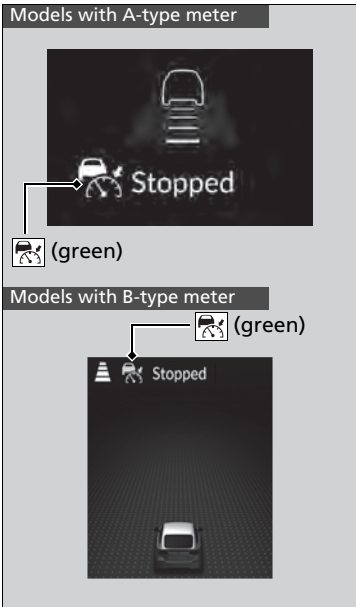 Models with A-type meter
Stopped
(green)
Models with B-type meter
(green)
Stopped